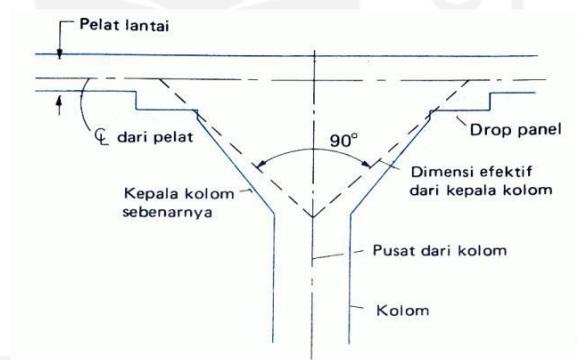 Pelat lantai
℄ dari pelat
90°
Drop panel
Dimensi efektif
dari kepala kolom
Kepala kolom
sebenarnya
Pusat dari kolom
Kolom